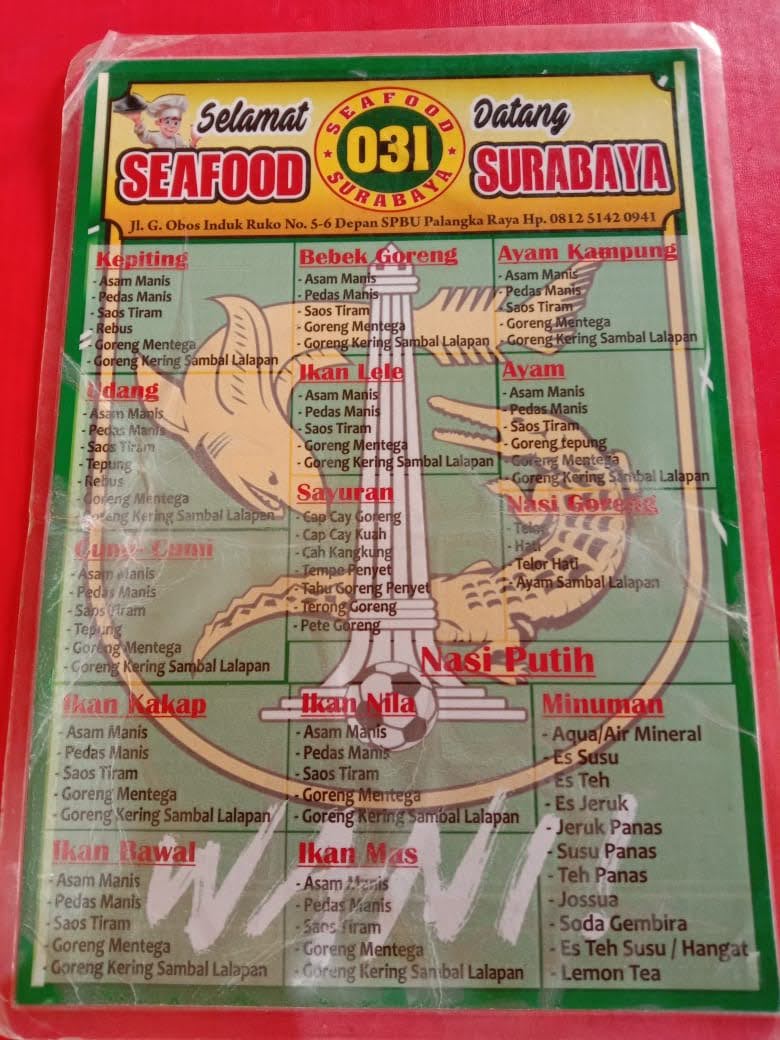 Selamat
SEAFOOD
031
SURABAYA
Datang
SEAFOOD
SURABAYA
Jl. G. Obos Induk Ruko No. 5-6 Depan SPBU Palangka Raya Hp. 0812 5142 0941
Kepiting
- Asam Manis
- Pedas Manis
- Saos Tiram
- Rebus
- Goreng Mentega
- Goreng Kering Sambal Lalapan
Udang
- Asam Manis
- Pedas Manis
- Saos Tiram
- Tepung
- Rebus
- Goreng Mentega
- Goreng Kering Sambal Lalapan
Cumi- Cumi
- Asam Manis
- Pedas Manis
- Saos Tiram
- Tepung
- Goreng Mentega
- Goreng Kering Sambal Lalapan
Ikan Kakap
- Asam Manis
- Pedas Manis
- Saos Tiram
- Goreng Mentega
- Goreng Kering Sambal Lalapan
Ikan Bawal
- Asam Manis
- Pedas Manis
- Saos Tiram
- Goreng Mentega
- Goreng Kering Sambal Lalapan
Bebek Goreng
- Asam Manis
- Pedas Manis
- Saos Tiram
- Goreng Mentega
- Goreng Kering Sambal Lalapan
Ikan Lele
- Asam Manis
- Pedas Manis
- Saos Tiram
- Goreng Mentega
- Goreng Kering Sambal Lalapan
Sayuran
- Cap Cay Goreng
- Cap Cay Kuah
- Cah Kangkung
- Tempe Penyet
- Tahu Goreng Penyet
- Terong Goreng
- Pete Goreng
Ikan Nila
- Asam Manis
- Pedas Manis
- Saos Tiram
- Goreng Mentega
- Goreng Kering Sambal Lalapan
Ikan Mas
- Asam Manis
- Pedas Manis
- Saos Tiram
- Goreng Mentega
- Goreng Kering Sambal Lalapan
Ayam Kampung
- Asam Manis
- Pedas Manis
- Saos Tiram
- Goreng Mentega
- Goreng Kering Sambal Lalapan
Ayam
- Asam Manis
- Pedas Manis
- Saos Tiram
- Goreng tepung
- Goreng Mentega
- Goreng Kering Sambal Lalapan
Nasi Goreng
- Telor
- Hati
- Telor Hati
- Ayam Sambal Lalapan
Nasi Putih
Minuman
- Aqua/Air Mineral
- Es Susu
- Es Teh
- Es Jeruk
- Jeruk Panas
- Susu Panas
- Teh Panas
- Jossua
- Soda Gembira
- Es Teh Susu / Hangat
- Lemon Tea
WANI!